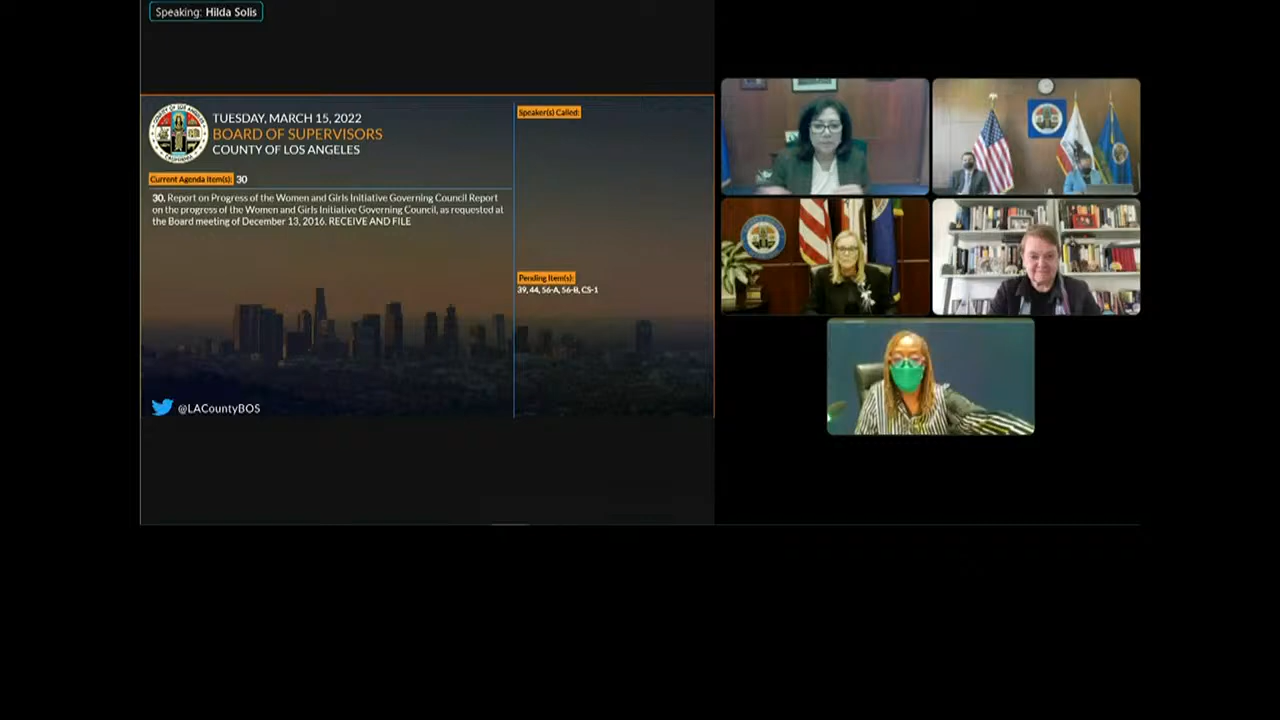 Speaking: Hilda Solis
TUESDAY, MARCH 15, 2022
BOARD OF SUPERVISORS
COUNTY OF LOS ANGELES
Current Agenda Item(s): 30
30. Report on Progress of the Women and Girls Initiative Governing Council Report
on the progress of the Women and Girls Initiative Governing Council, as requested at
the Board meeting of December 13, 2016. RECEIVE AND FILE
Speaker(s) Called:
Pending Item(s):
39, 44, 56-A, 56-B, CS-1
@LACountyBOS